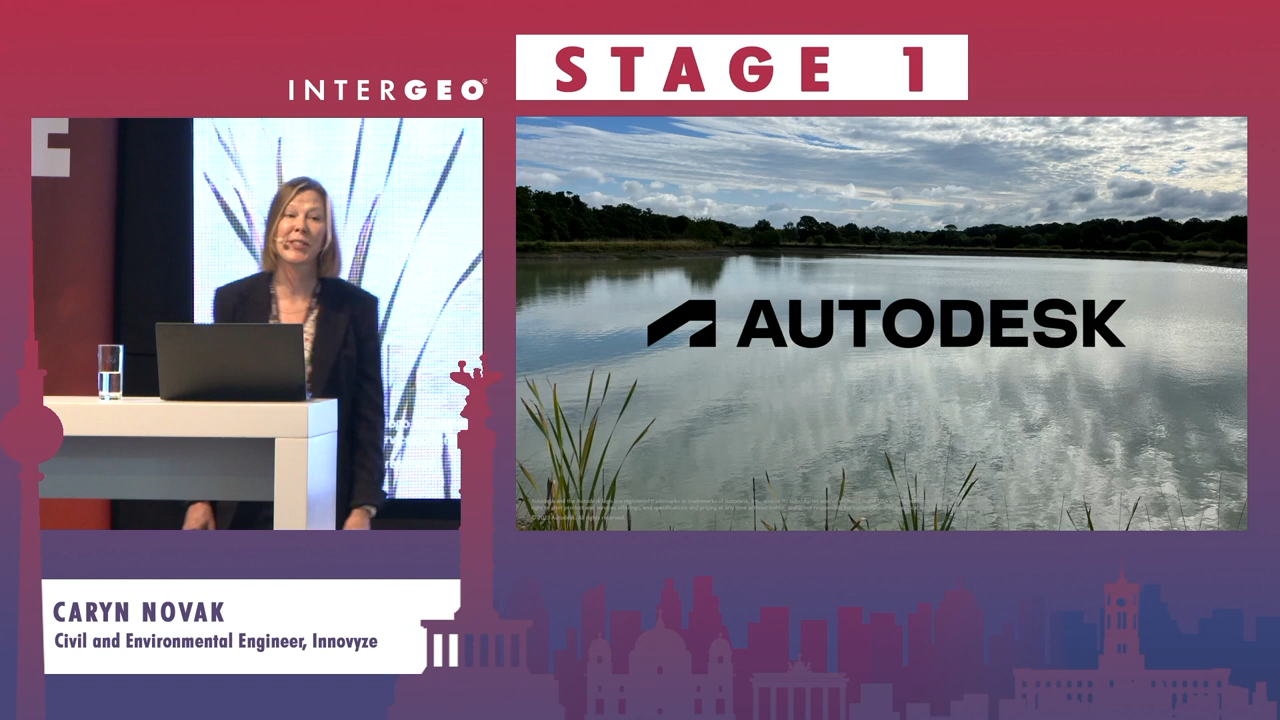 INTERGEO®
STAGE 1
AUTODESK
CARYN NOVAK
Civil and Environmental Engineer, Innovyze